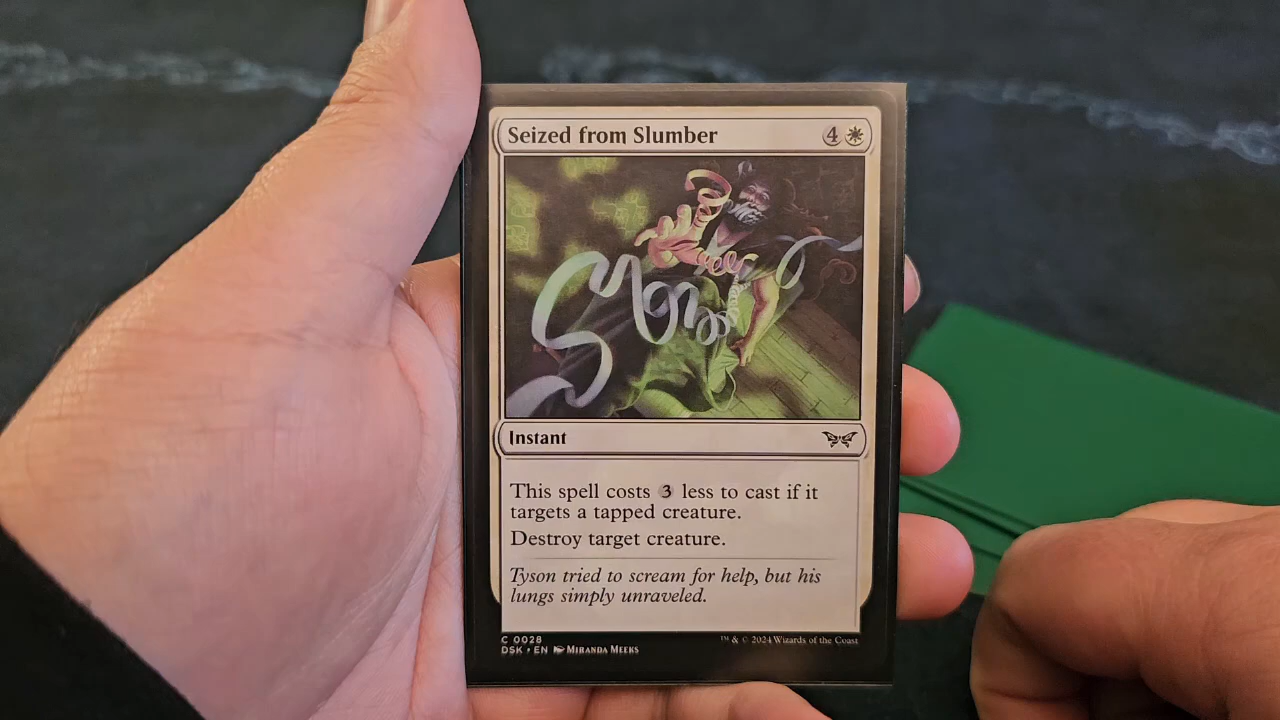 Seized from Slumber 4
Instant
This spell costs 3 less to cast if it
targets a tapped creature.
Destroy target creature.
Tyson tried to scream for help, but his
lungs simply unraveled.
C 0028
DSK • EN Miranda Meeks
™ & © 2024 Wizards of the Coast